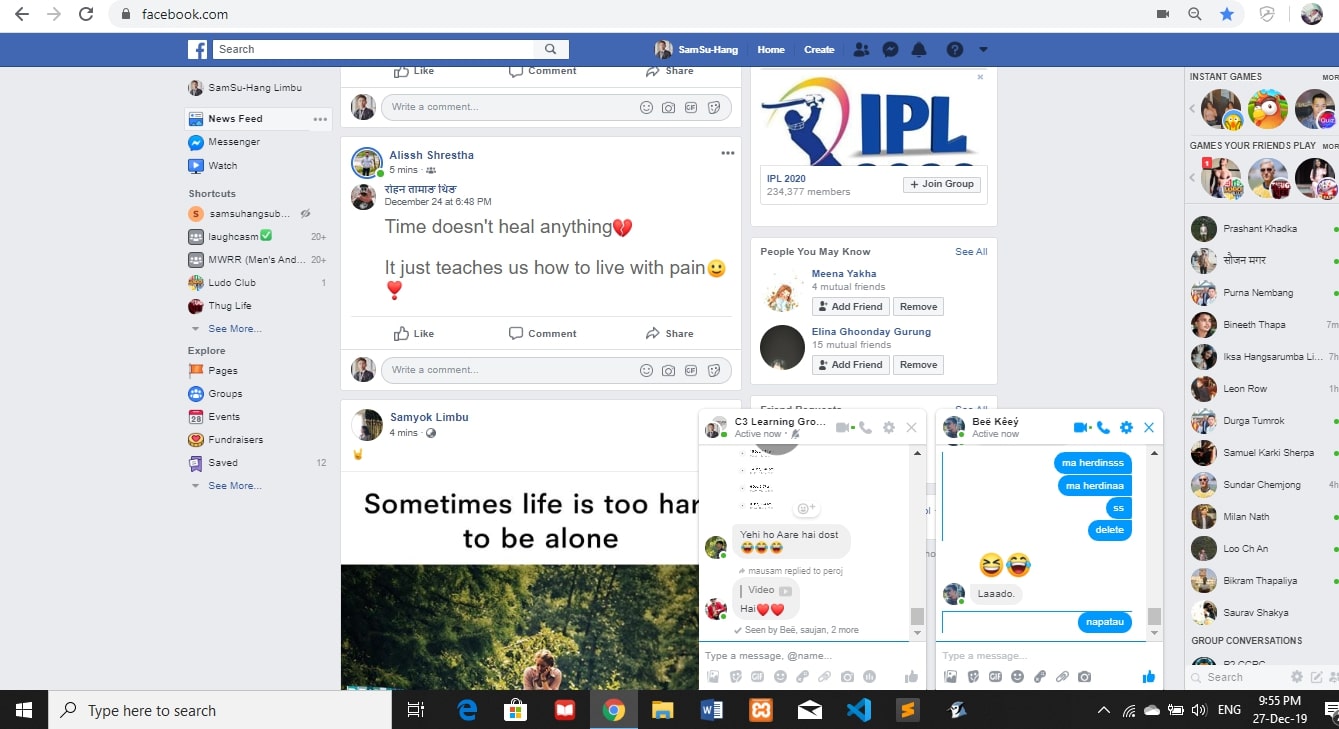 facebook.com
Search
SamSu-Hang
Home
Create
SamSu-Hang Limbu
News Feed
Messenger
Watch
Shortcuts
samsuhangsub...
laughcasm✅
20+
MWRR (Men's And...
20+
Ludo Club
1
Thug Life
See More...
Explore
Pages
Groups
Events
Fundraisers
Saved
12
See More...
Like
Comment
Share
Write a comment...
Alissh Shrestha
5 mins ·
रोहन तामाङ थिङ
December 24 at 6:48 PM
Time doesn't heal anything💔
It just teaches us how to live with pain🙂
❣️
Like
Comment
Share
Write a comment...
Samyok Limbu
4 mins ·
🤘
Sometimes life is too har
to be alone
IPL
IPL 2020
234,377 members
+ Join Group
People You May Know
See All
Meena Yakha
4 mutual friends
Add Friend
Remove
Elina Ghoonday Gurung
15 mutual friends
Add Friend
Remove
Friend Requests
See All
C3 Learning Gro...
Active now ·
Yehi ho Aare hai dost
😂😂😂
mausam replied to peroj
Video
Hai❤️❤️
Seen by Beë, saujan, 2 more
Type a message, @name...
Beë Kêeý
Active now
ma herdinsss
ma herdinaa
ss
delete
😆😂
Laaado.
napatau
Type a message...
INSTANT GAMES
MOR
GAMES YOUR FRIENDS PLAY
MOR
Prashant Khadka
सौजन मगर
Purna Nembang
Bineeth Thapa
7m
Iksa Hangsarumba Li...
7h
Leon Row
Durga Tumrok
Samuel Karki Sherpa
Sundar Chemjong
4h
Milan Nath
Loo Ch An
Bikram Thapaliya
Saurav Shakya
GROUP CONVERSATIONS
Search
Type here to search
ENG
9:55 PM
27-Dec-19